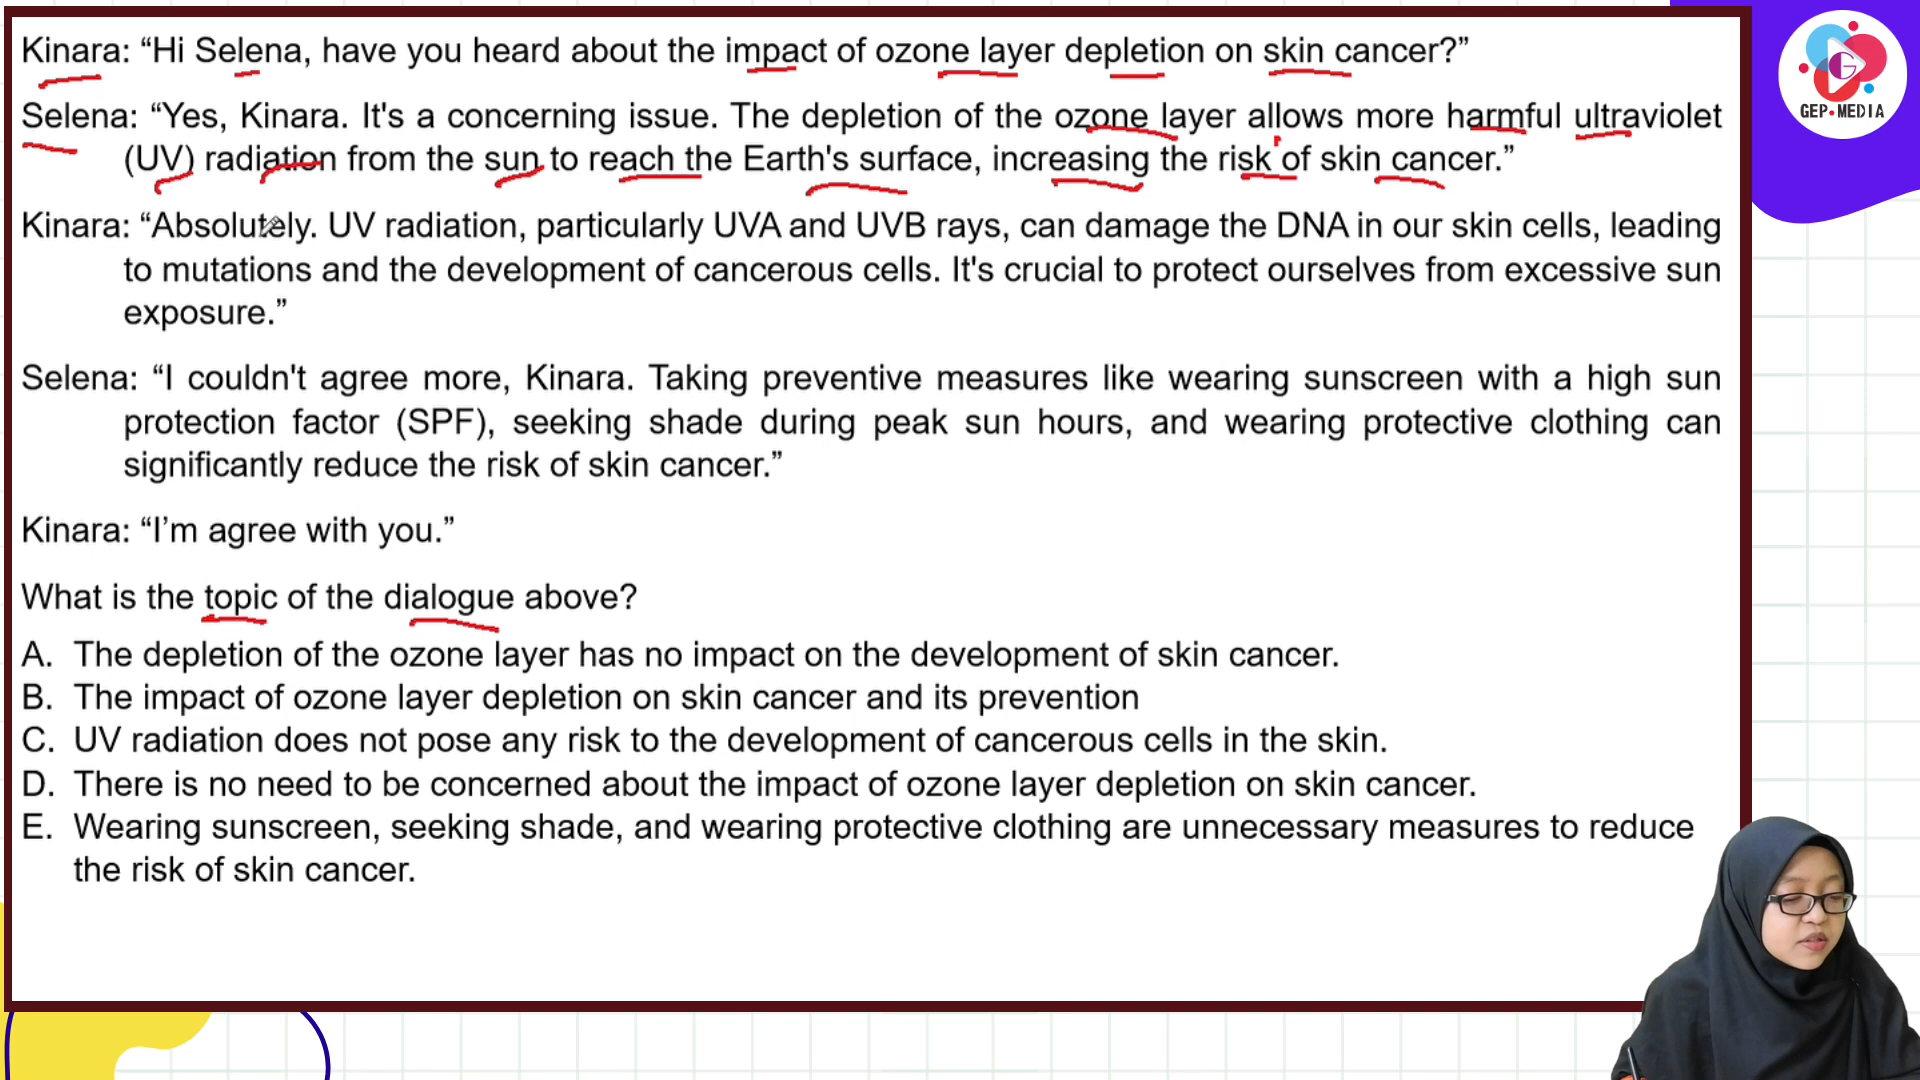 Kinara: “Hi Selena, have you heard about the impact of ozone layer depletion on skin cancer?”
Selena: “Yes, Kinara. It's a concerning issue. The depletion of the ozone layer allows more harmful ultraviolet
(UV) radiation from the sun to reach the Earth's surface, increasing the risk of skin cancer.”
Kinara: “Absolutely. UV radiation, particularly UVA and UVB rays, can damage the DNA in our skin cells, leading
to mutations and the development of cancerous cells. It's crucial to protect ourselves from excessive sun
exposure.”
Selena: “I couldn't agree more, Kinara. Taking preventive measures like wearing sunscreen with a high sun
protection factor (SPF), seeking shade during peak sun hours, and wearing protective clothing can
significantly reduce the risk of skin cancer.”
Kinara: “I’m agree with you.”
What is the topic of the dialogue above?
A. The depletion of the ozone layer has no impact on the development of skin cancer.
B. The impact of ozone layer depletion on skin cancer and its prevention
C. UV radiation does not pose any risk to the development of cancerous cells in the skin.
D. There is no need to be concerned about the impact of ozone layer depletion on skin cancer.
E. Wearing sunscreen, seeking shade, and wearing protective clothing are unnecessary measures to reduce
the risk of skin cancer.
G
GEP•MEDIA